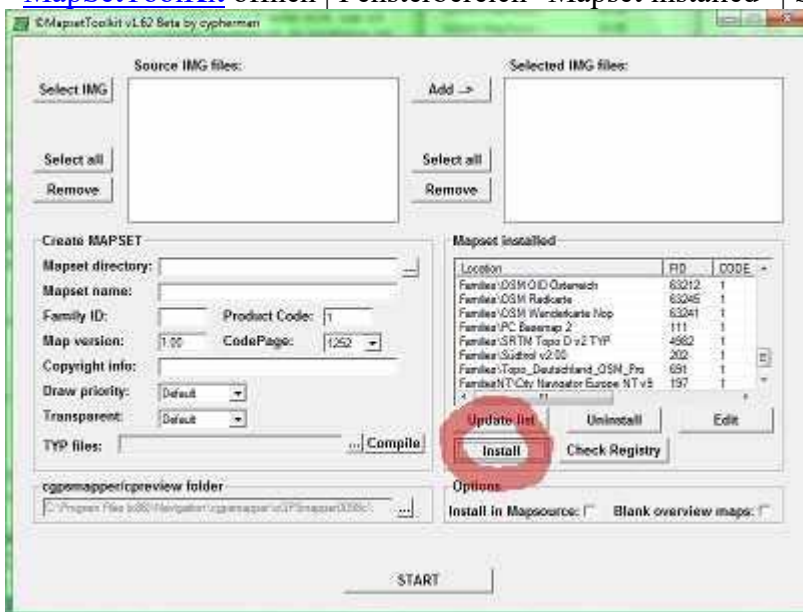 MapSetToolKit öffnen | Fensterbereich "Mapset installed" |
©MapsetToolkit v1.62 Beta by cypherman
Source IMG files:
Selected IMG files:
Select IMG
Add -->
Select all
Select all
Remove
Remove
Create MAPSET
Mapset directory:
...
Mapset name:
Family ID:
Product Code: 1
Map version: 1.00
CodePage: 1252
Copyright info:
Draw priority: Default
Transparent: Default
TYP files:
... Compile
Mapset installed
Location FID CODE
Families\OSM OID Österreich 63212 1
Families\OSM Radkarte 63245 1
Families\OSM Wanderkarte Nop 63241 1
Families\PC Basemap 2 111 1
Families\SRTM Topo D v2 TYP 4982 1
Families\Südtirol v2.00 202 1
Families\Topo_Deutschland_OSM_Pro 691 1
FamiliesNT\City Navigator Europe NT v9 197 1
Update list
Uninstall
Edit
Install
Check Registry
cgpsmapper/cpreview folder
...
Options
Install in Mapsource:
Blank overview maps:
START